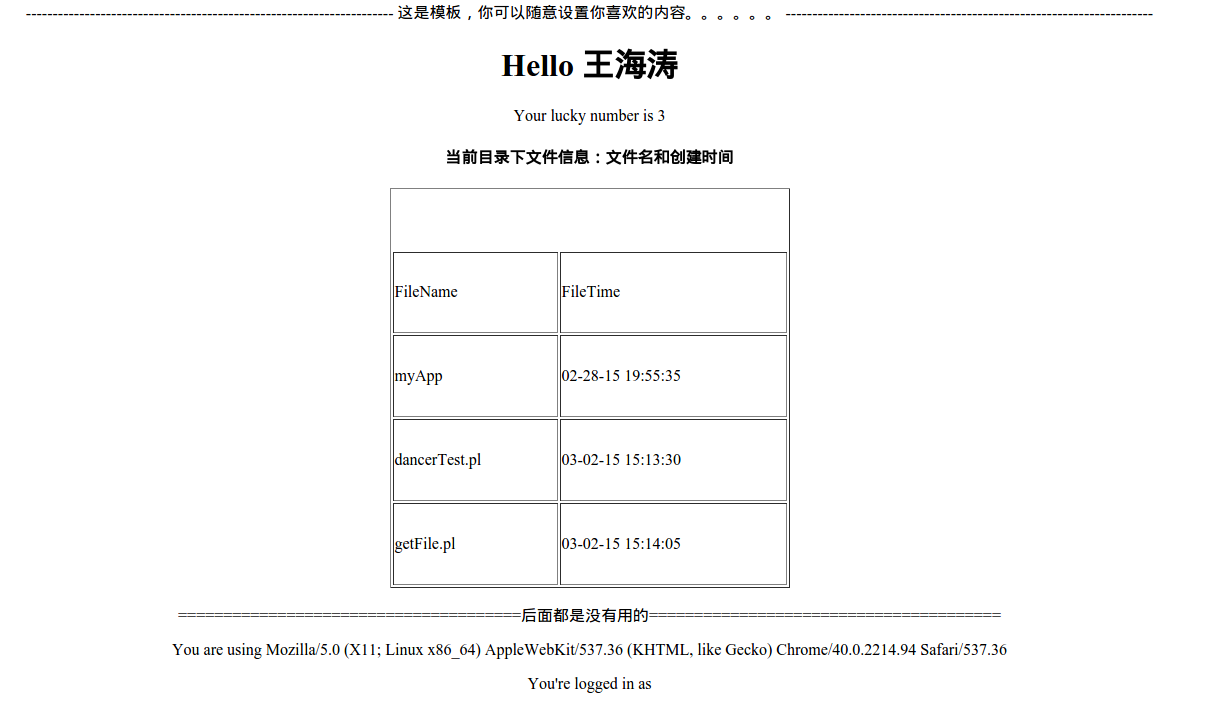 --------------------------------------------------------------------- 这是模板，你可以随意设置你喜欢的内容。。。。。。 ---------------------------------------------------------------------
Hello 王海涛
Your lucky number is 3
当前目录下文件信息：文件名和创建时间
FileName FileTime
myApp 02-28-15 19:55:35
dancerTest.pl 03-02-15 15:13:30
getFile.pl 03-02-15 15:14:05
======================================后面都是没有用的=======================================
You are using Mozilla/5.0 (X11; Linux x86_64) AppleWebKit/537.36 (KHTML, like Gecko) Chrome/40.0.2214.94 Safari/537.36
You're logged in as